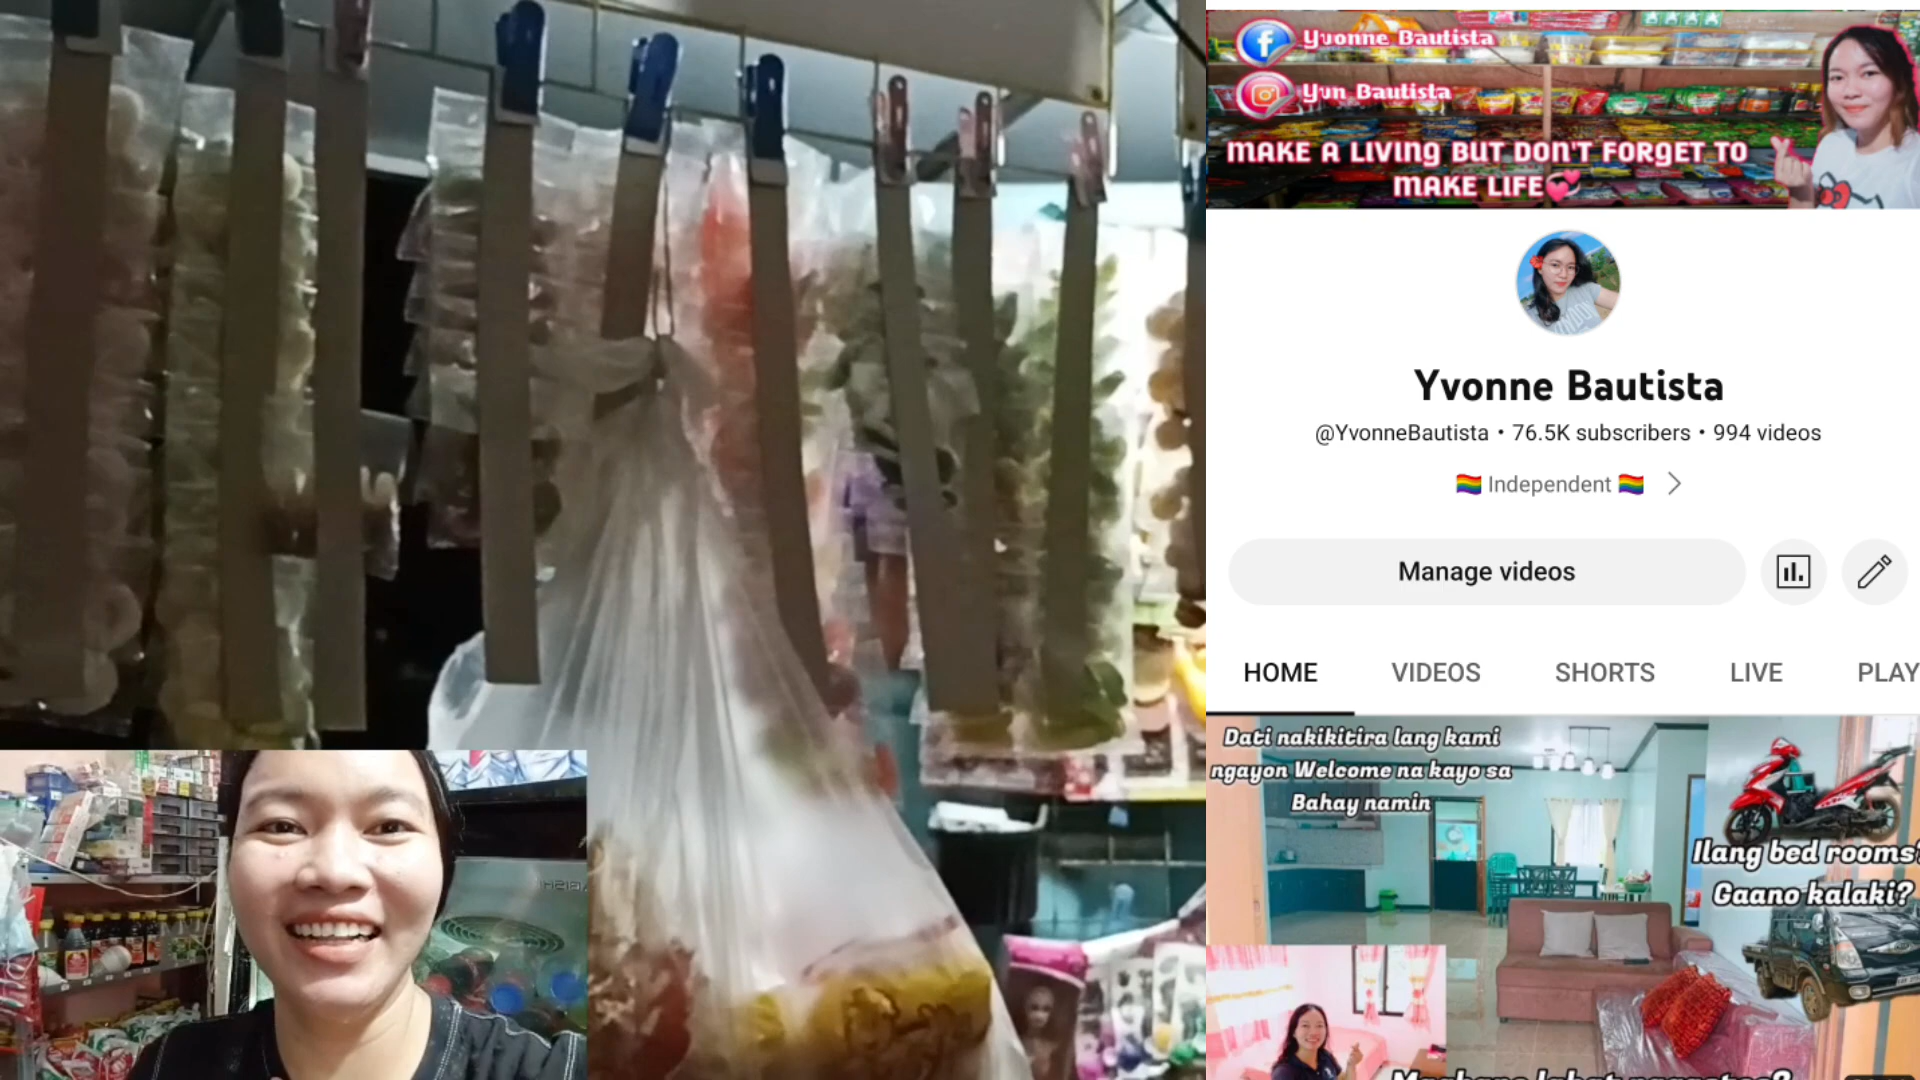 Yvonne Bautista
Yvn Bautista
MAKE A LIVING BUT DON'T FORGET TO
MAKE LIFE💞
Yvonne Bautista
@YvonneBautista • 76.5K subscribers • 994 videos
🏳️‍🌈 Independent 🏳️‍🌈
Manage videos
HOME VIDEOS SHORTS LIVE PLAY
Dati nakikitira lang kami
ngayon Welcome na kayo sa
Bahay namin
Ilang bed rooms?
Gaano kalaki?